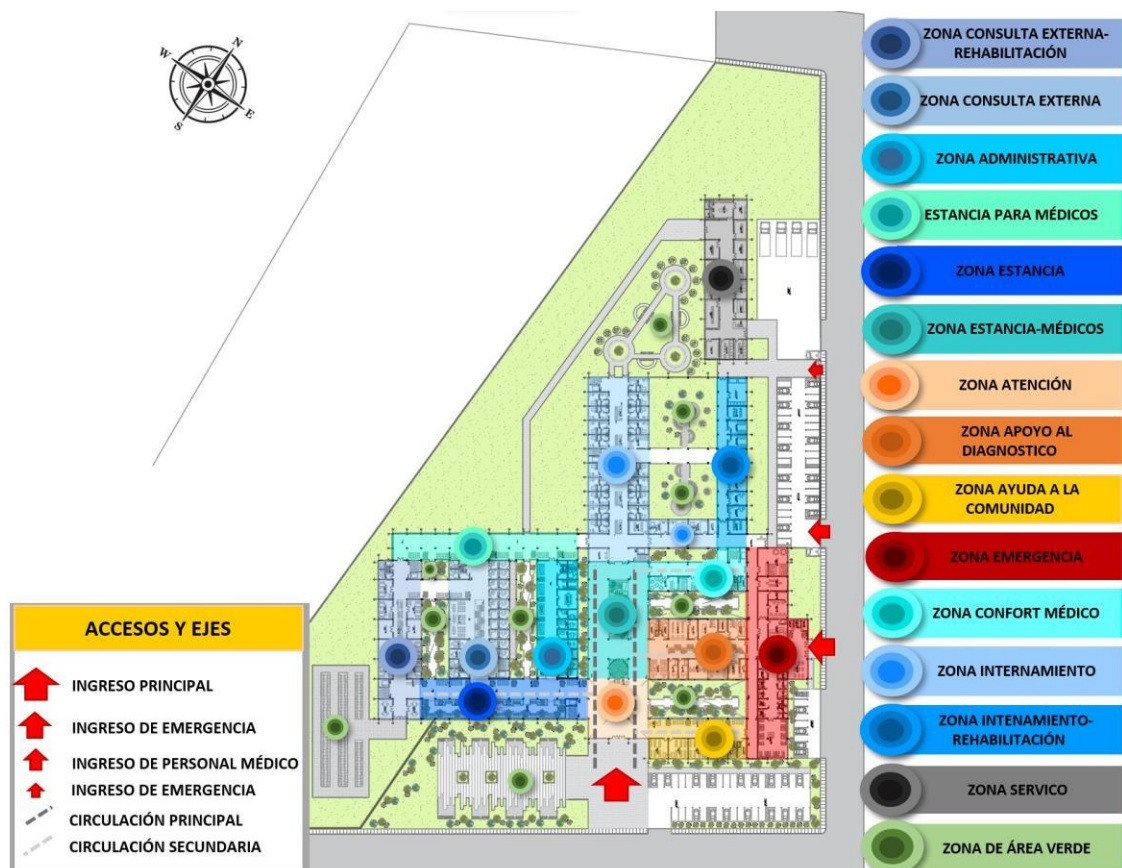 N
W
E
S
ZONA CONSULTA EXTERNA-
REHABILITACIÓN
ZONA CONSULTA EXTERNA
ZONA ADMINISTRATIVA
ESTANCIA PARA MÉDICOS
ZONA ESTANCIA
ZONA ESTANCIA-MÉDICOS
ZONA ATENCIÓN
ZONA APOYO AL
DIAGNOSTICO
ZONA AYUDA A LA
COMUNIDAD
ZONA EMERGENCIA
ZONA CONFORT MÉDICO
ZONA INTERNAMIENTO
ZONA INTENAMIENTO-
REHABILITACIÓN
ZONA SERVICO
ZONA DE ÁREA VERDE
ACCESOS Y EJES
INGRESO PRINCIPAL
INGRESO DE EMERGENCIA
INGRESO DE PERSONAL MÉDICO
INGRESO DE EMERGENCIA
CIRCULACIÓN PRINCIPAL
CIRCULACIÓN SECUNDARIA